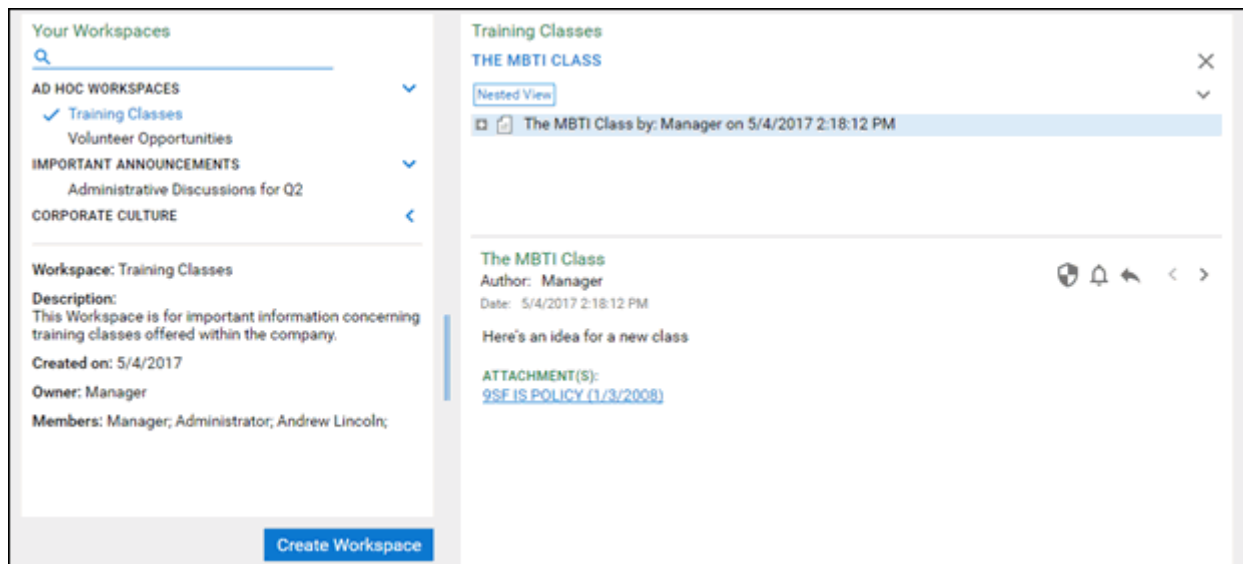 Your Workspaces
AD HOC WORKSPACES
Training Classes
Volunteer Opportunities
IMPORTANT ANNOUNCEMENTS
Administrative Discussions for Q2
CORPORATE CULTURE
Workspace: Training Classes
Description:
This Workspace is for important information concerning
training classes offered within the company.
Created on: 5/4/2017
Owner: Manager
Members: Manager; Administrator; Andrew Lincoln;
Create Workspace
Training Classes
THE MBTI CLASS
Nested View
The MBTI Class by: Manager on 5/4/2017 2:18:12 PM
The MBTI Class
Author: Manager
Date: 5/4/2017 2:18:12 PM
Here's an idea for a new class
ATTACHMENT(S):
9SF IS POLICY (1/3/2008)